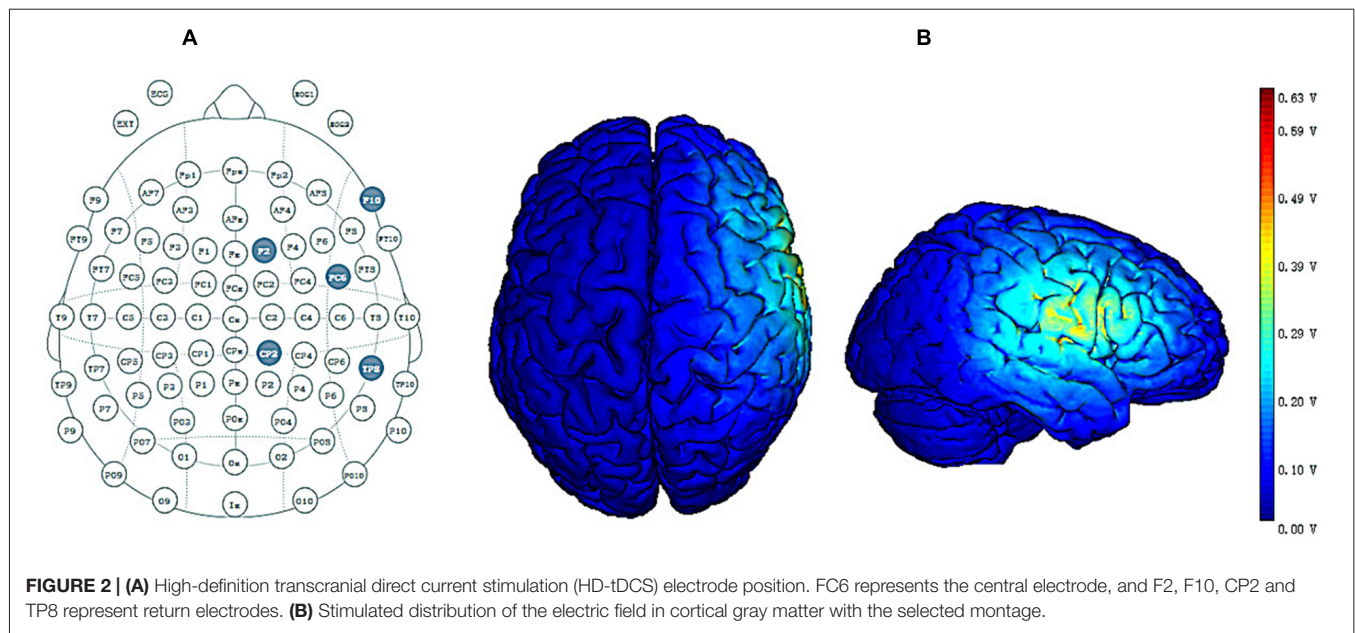 A
B
ECG
EOG1
EXT
EOG2
Fp1 Fpz Fp2
F9 AF7 AF8 F10
AF3 AFz AF4
FT9 F7 F5 F3 F1 Fz F2 F4 F6 F8 FT10
FT7 FC5 FC3 FC1 FCz FC2 FC4 FC6 FT8
T9 T7 C5 C3 C1 Cz C2 C4 C6 T8 T10
TP7 CP5 CP3 CP1 CPz CP2 CP4 CP6 TP8
TP9 P5 P3 P1 Pz P2 P4 P6 TP10
P9 P7 PO3 POz PO4 P8 P10
PO7 PO8
O1 Oz O2
PO9 PO10
O9 Iz O10
0.63 V
0.59 V
0.49 V
0.39 V
0.29 V
0.20 V
0.10 V
0.00 V
FIGURE 2 | (A) High-definition transcranial direct current stimulation (HD-tDCS) electrode position. FC6 represents the central electrode, and F2, F10, CP2 and
TP8 represent return electrodes. (B) Stimulated distribution of the electric field in cortical gray matter with the selected montage.